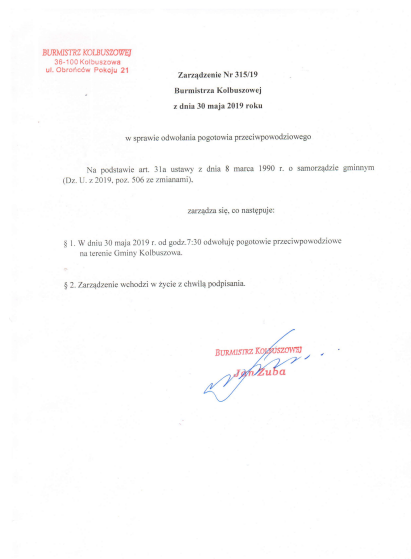 BURMISTRZ KOLBUSZOWEJ
36-100 Kolbuszowa
ul. Obrońców Pokoju 21
Zarządzenie Nr 315/19
Burmistrza Kolbuszowej
z dnia 30 maja 2019 roku
w sprawie odwołania pogotowia przeciwpowodziowego
Na podstawie art. 31a ustawy z dnia 8 marca 1990 r. o samorządzie gminnym
(Dz. U. z 2019, poz. 506 ze zmianami),
zarządza się, co następuje:
§ 1. W dniu 30 maja 2019 r. od godz.7:30 odwołuję pogotowie przeciwpowodziowe
na terenie Gminy Kolbuszowa.
§ 2. Zarządzenie wchodzi w życie z chwilą podpisania.
BURMISTRZ KOLBUSZOWEJ
Jan Zuba